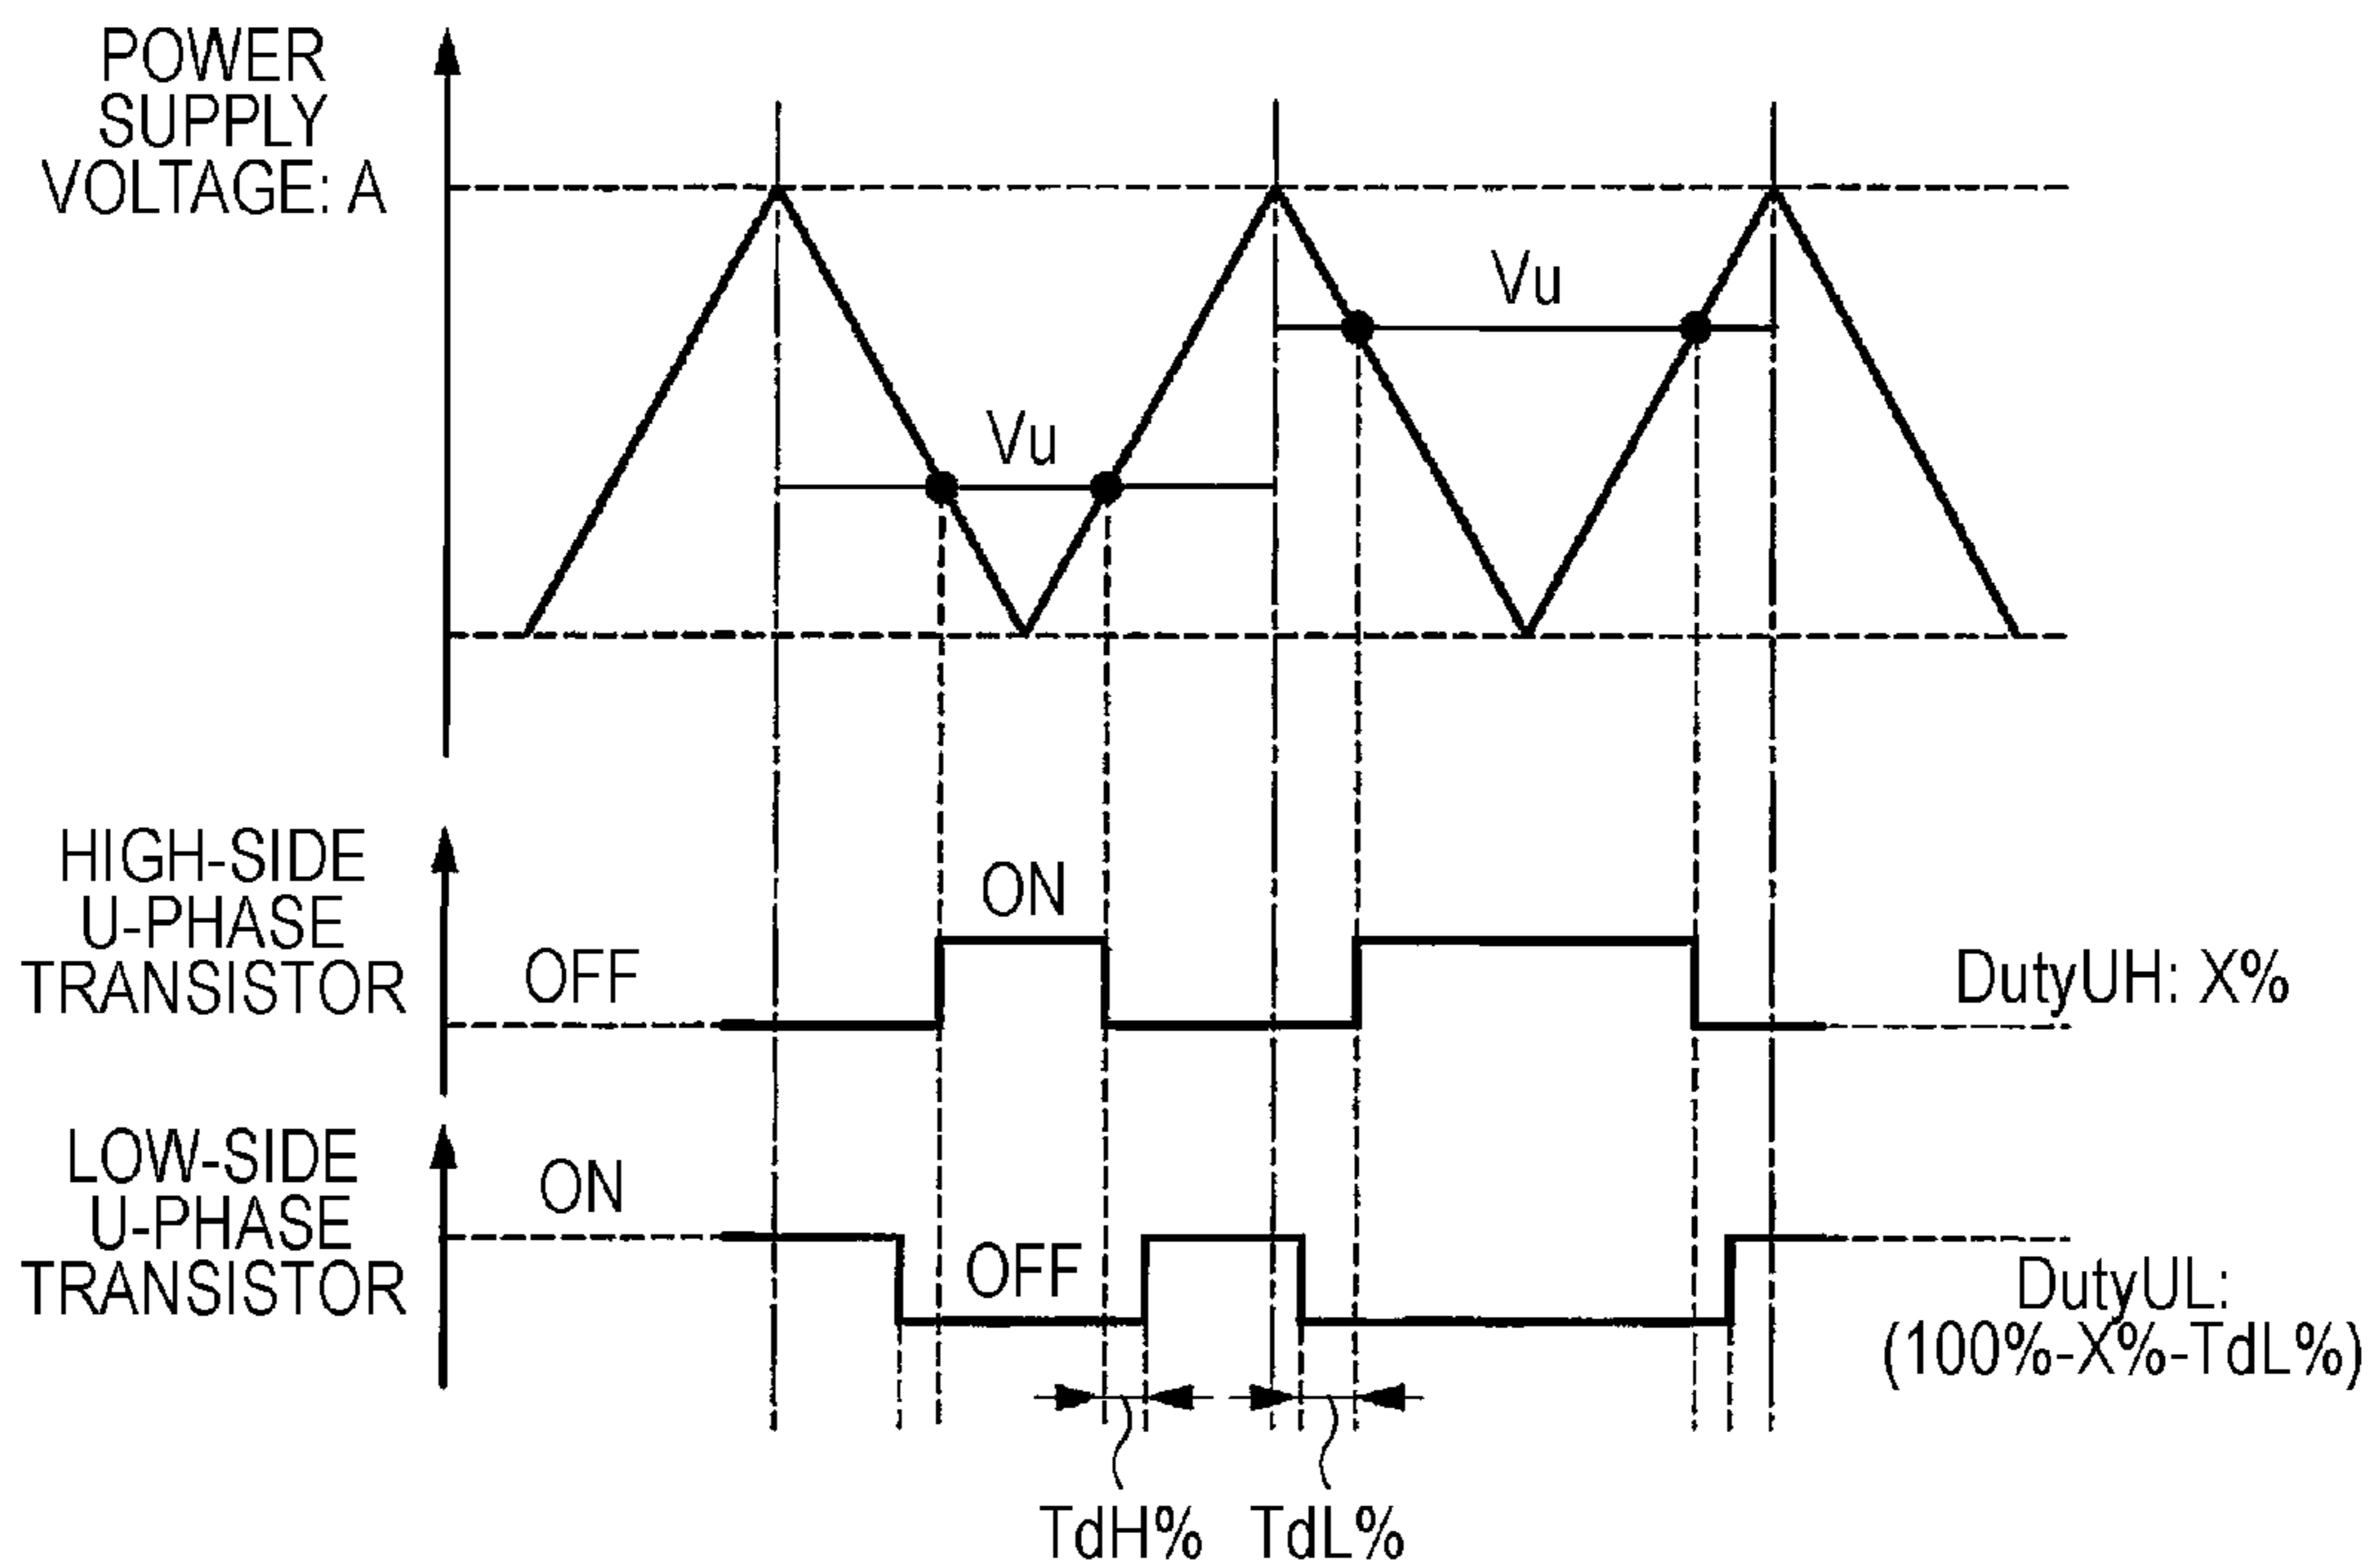 POWER
SUPPLY
VOLTAGE: A
Vu
Vu
HIGH-SIDE
U-PHASE
TRANSISTOR
OFF
ON
DutyUH: X%
LOW-SIDE
U-PHASE
TRANSISTOR
ON
OFF
DutyUL:
(100%-X%-TdL%)
TdH%
TdL%